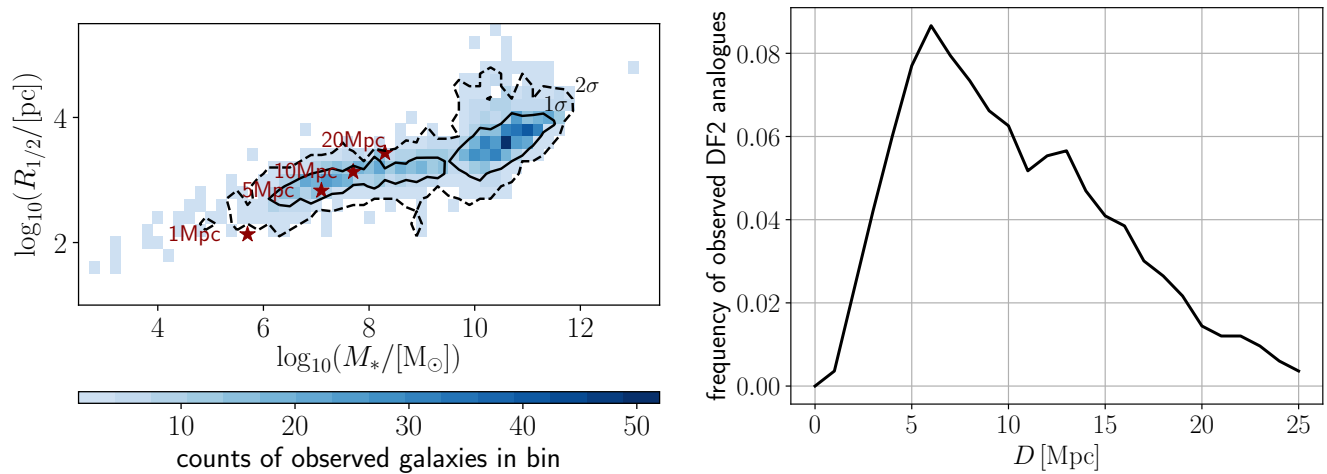 log₁₀(R₁/₂/[pc])
4
2
2σ
1σ
20Mpc
10Mpc
5Mpc
1Mpc
4 6 8 10 12
log₁₀(M*/[M⊙])
10 20 30 40 50
counts of observed galaxies in bin
frequency of observed DF2 analogues
0.08
0.06
0.04
0.02
0.00
0 5 10 15 20 25
D [Mpc]